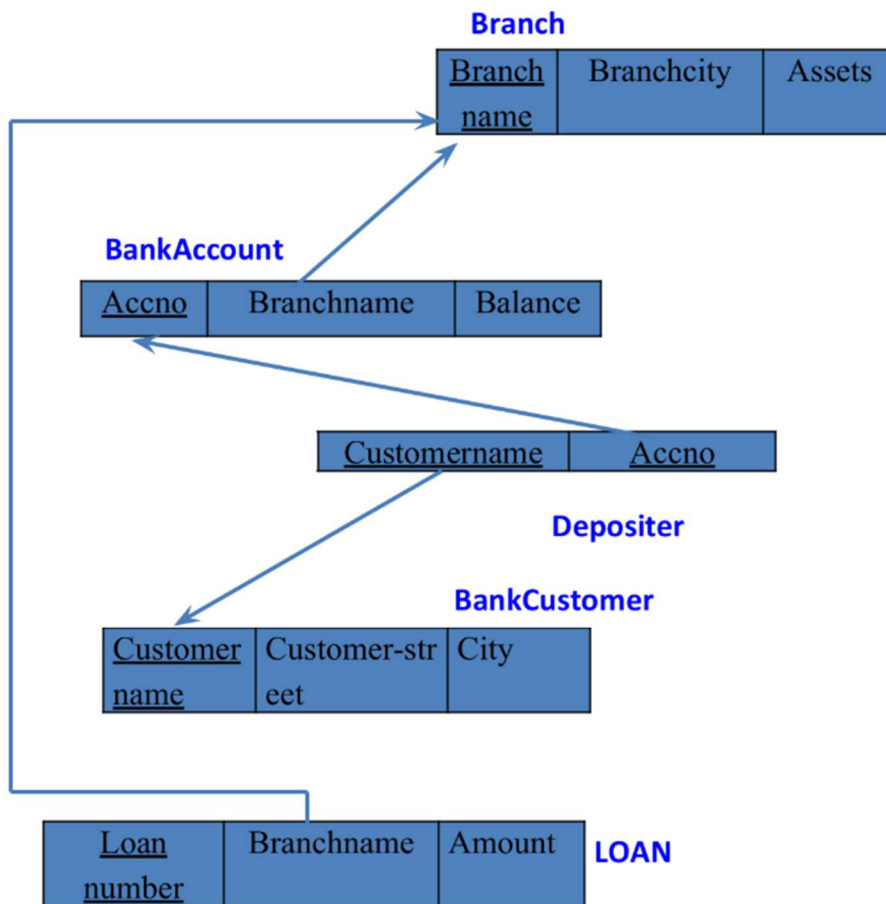 Branch
Branch Branchcity Assets
name
BankAccount
Accno Branchname Balance
Customername Accno
Depositer
BankCustomer
Customer Customer-str City
name eet
Loan Branchname Amount LOAN
number